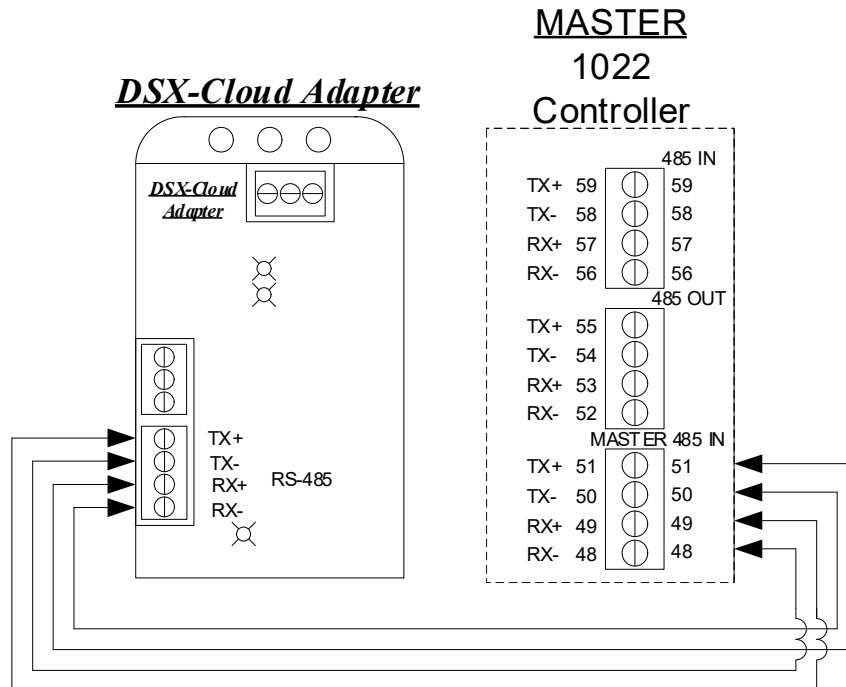 MASTER
1022
Controller
DSX-Cloud Adapter
DSX-Cloud
Adapter
TX+
TX-
RX+
RX-
RS-485
485 IN
TX+ 59 59
TX- 58 58
RX+ 57 57
RX- 56 56
485 OUT
TX+ 55
TX- 54
RX+ 53
RX- 52
MASTER 485 IN
TX+ 51 51
TX- 50 50
RX+ 49 49
RX- 48 48